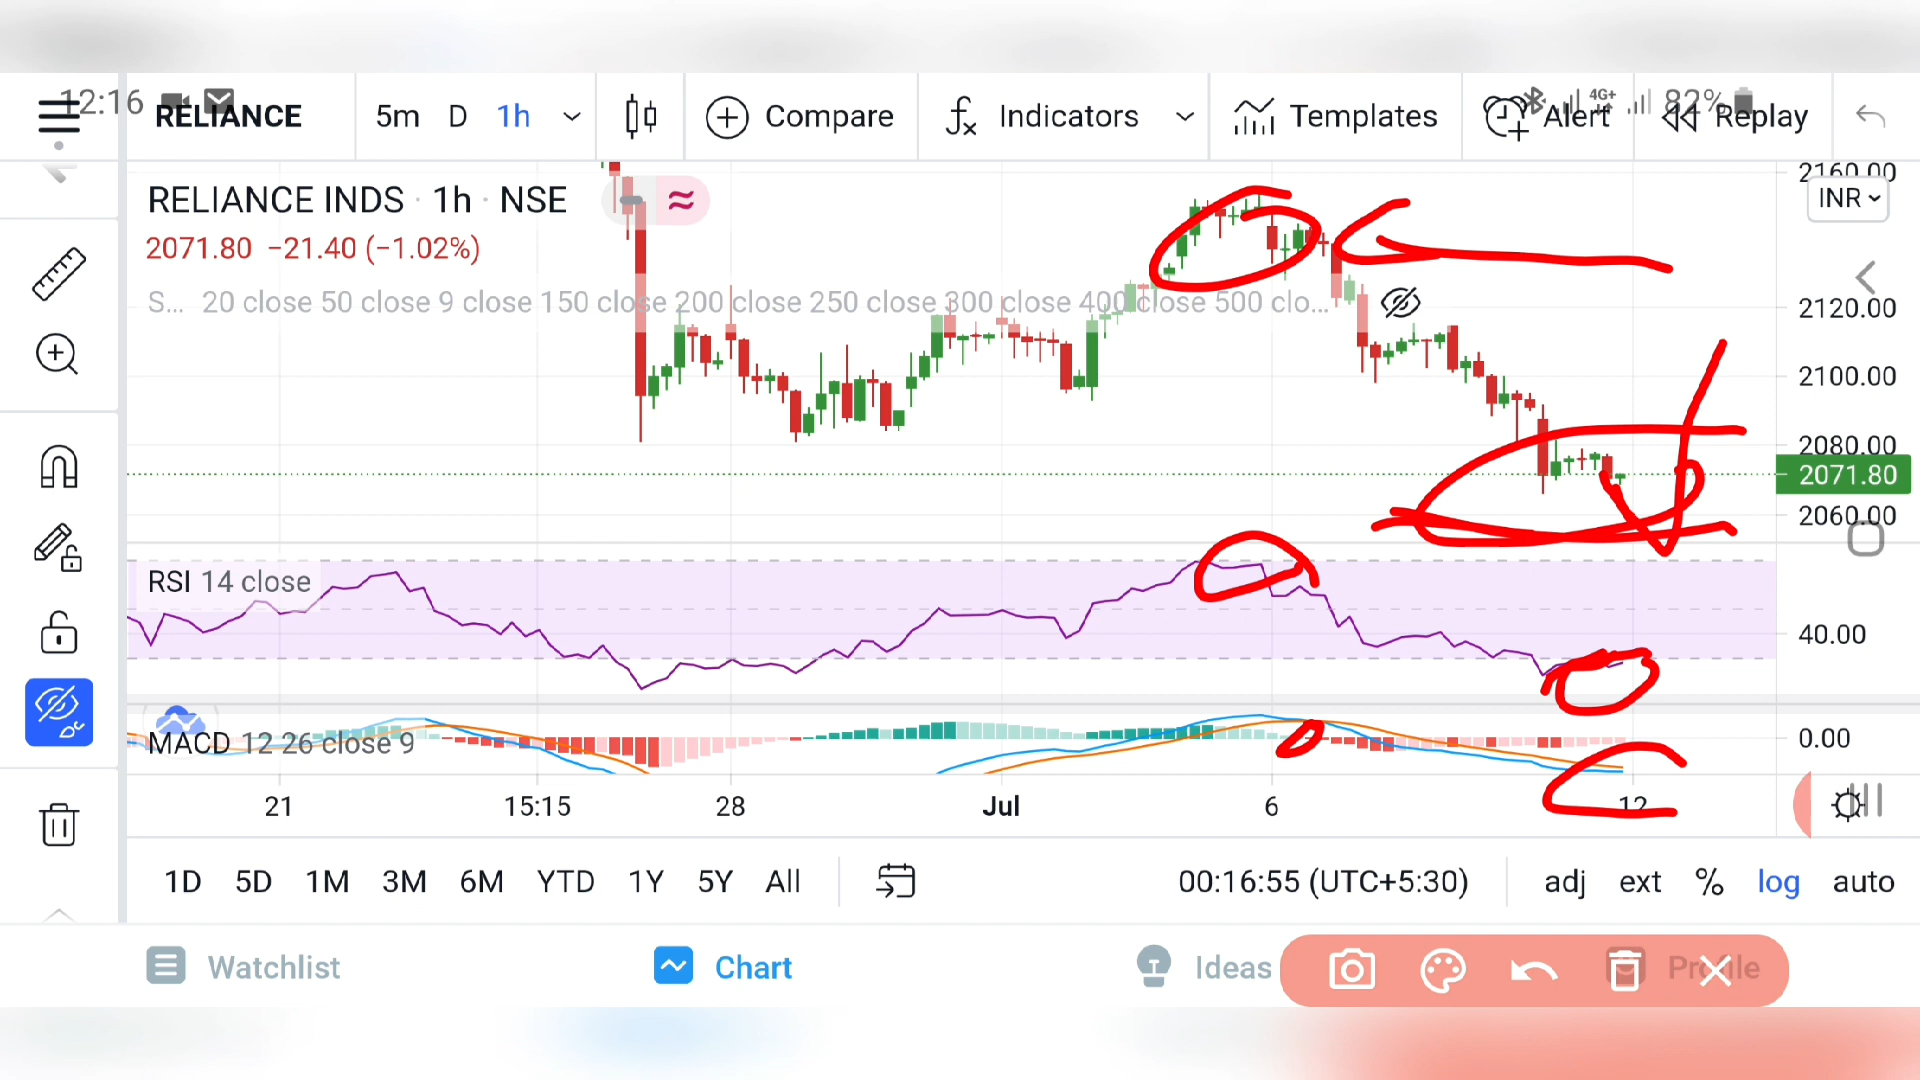 12:16 4G+ 82%
RELIANCE 5m D 1h Compare Indicators Templates Alert Replay
RELIANCE INDS · 1h · NSE
2071.80 −21.40 (−1.02%)
S... 20 close 50 close 9 close 150 close 200 close 250 close 300 close 400 close 500 clo...
2160.00
INR
2120.00
2100.00
2080.00
2071.80
2060.00
RSI 14 close
40.00
MACD 12 26 close 9
0.00
21 15:15 28 Jul 6 12
1D 5D 1M 3M 6M YTD 1Y 5Y All 00:16:55 (UTC+5:30) adj ext % log auto
Watchlist Chart Ideas Profile